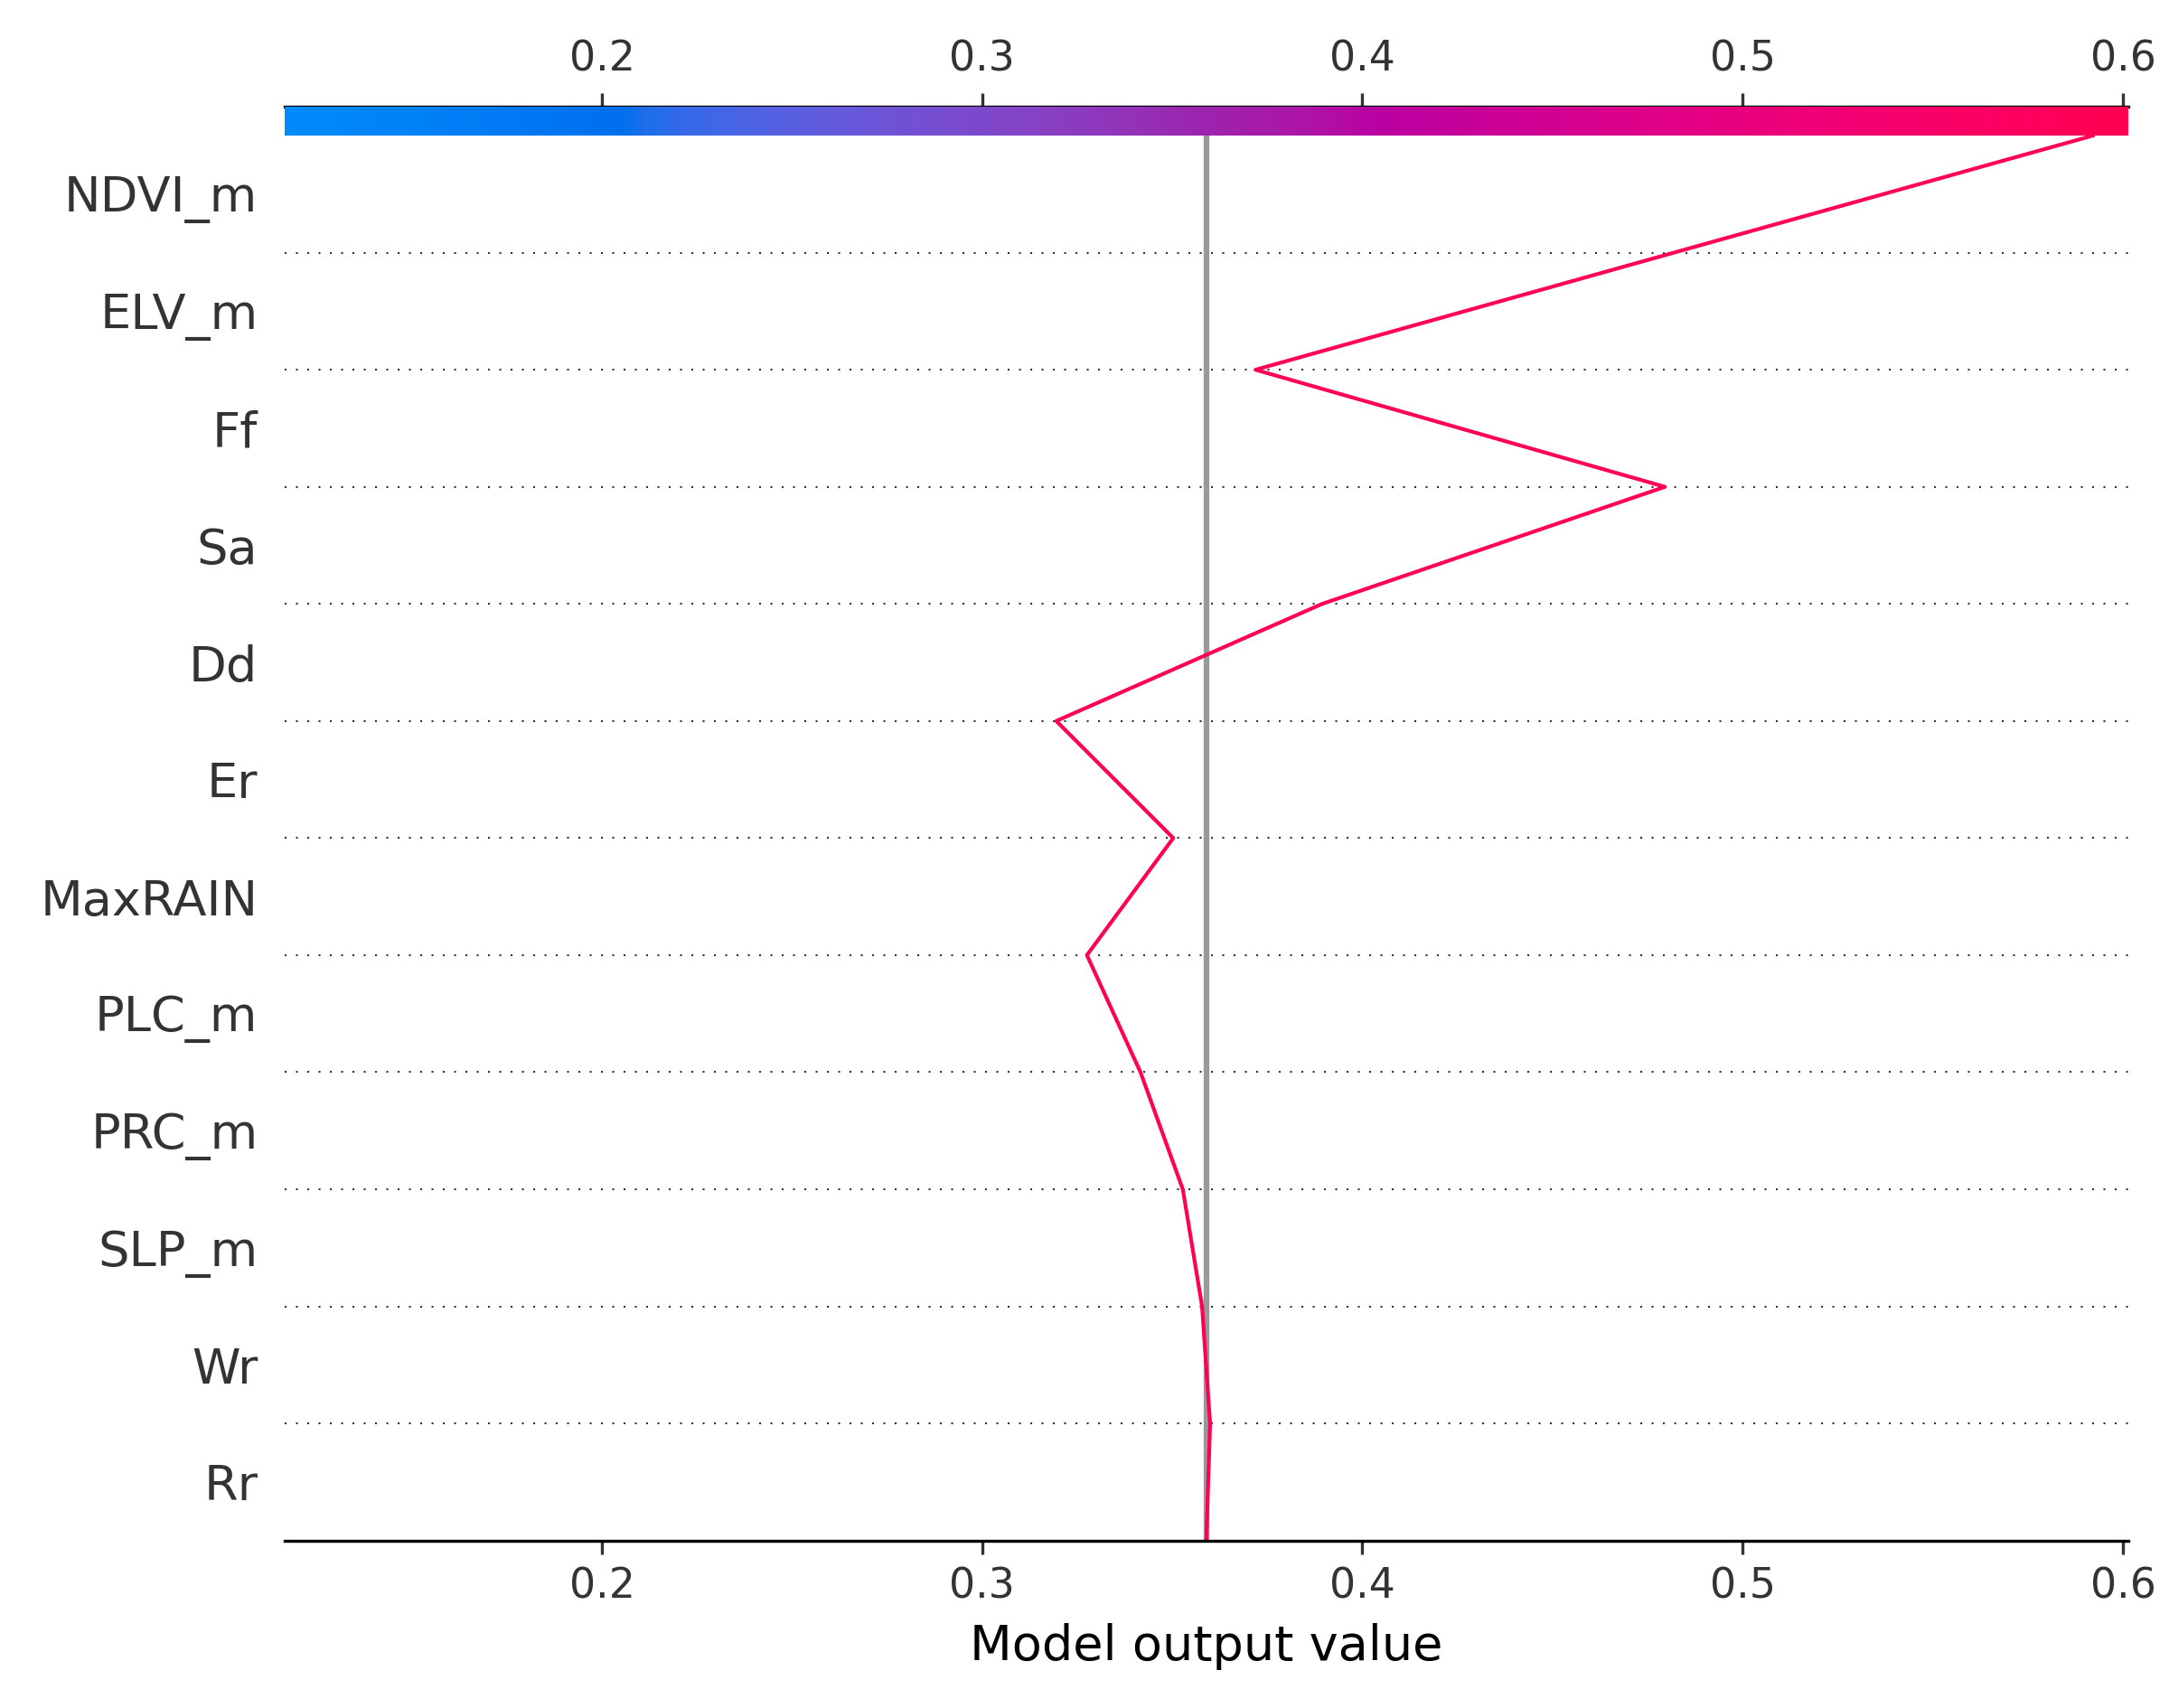 0.2 0.3 0.4 0.5 0.6
NDVI_m
ELV_m
Ff
Sa
Dd
Er
MaxRAIN
PLC_m
PRC_m
SLP_m
Wr
Rr
0.2 0.3 0.4 0.5 0.6
Model output value